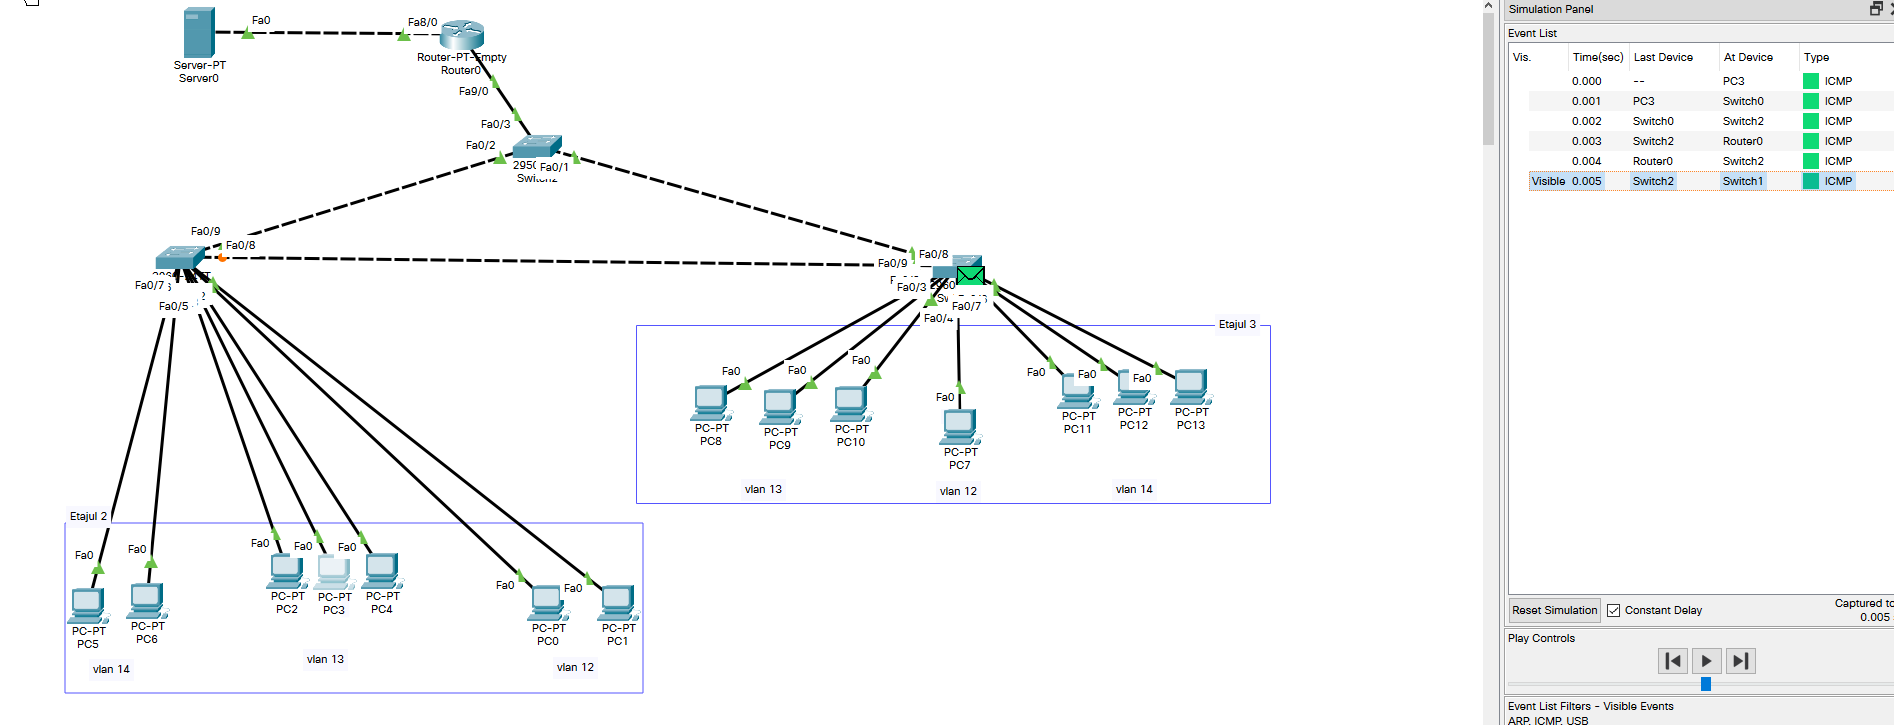 Fa0
Fa8/0
Server-PT
Server0
Router-PT-Empty
Router0
Fa9/0
Fa0/3
Fa0/2
Fa0/1
Fa0/9
Fa0/8
Fa0/7
Fa0/5
Fa0/8
Fa0/9
Fa0/3
Fa0/7
Fa0/4
Etajul 3
Fa0
Fa0
Fa0
Fa0
Fa0
Fa0
Fa0
PC-PT
PC8
PC-PT
PC9
PC-PT
PC10
PC-PT
PC7
PC-PT
PC11
PC-PT
PC12
PC-PT
PC13
vlan 13
vlan 12
vlan 14
Etajul 2
Fa0
Fa0
Fa0
Fa0
Fa0
Fa0
Fa0
PC-PT
PC5
PC-PT
PC6
PC-PT
PC2
PC-PT
PC3
PC-PT
PC4
PC-PT
PC0
PC-PT
PC1
vlan 14
vlan 13
vlan 12
Simulation Panel
Event List
Vis. Time(sec) Last Device At Device Type
0.000 -- PC3 ICMP
0.001 PC3 Switch0 ICMP
0.002 Switch0 Switch2 ICMP
0.003 Switch2 Router0 ICMP
0.004 Router0 Switch2 ICMP
Visible 0.005 Switch2 Switch1 ICMP
Reset Simulation Constant Delay Captured to
0.005
Play Controls
Event List Filters - Visible Events
ARP, ICMP, USB